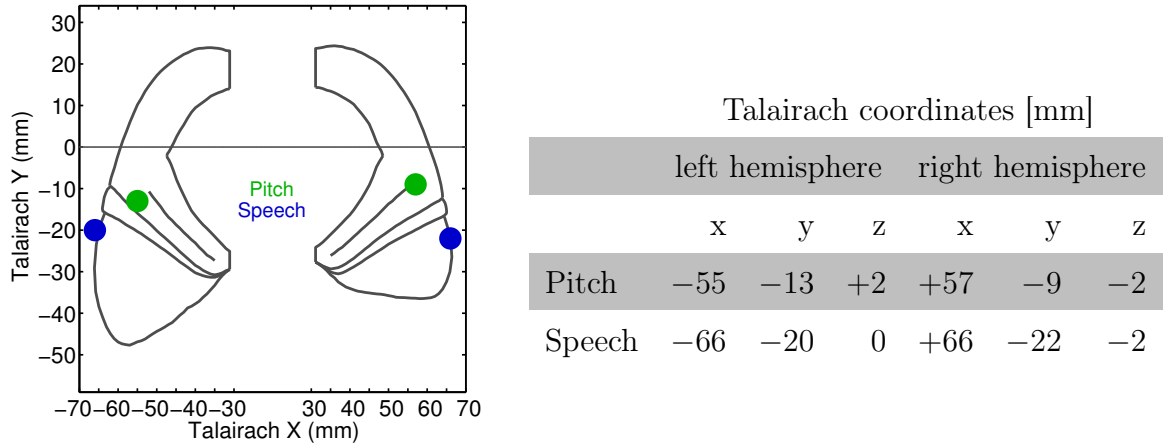 30
20
10
0
−10
−20
−30
−40
−50
Talairach Y (mm)
Pitch
Speech
−70−60−50−40−30 30 40 50 60 70
Talairach X (mm)
Talairach coordinates [mm]
left hemisphere right hemisphere
x y z x y z
Pitch −55 −13 +2 +57 −9 −2
Speech −66 −20 0 +66 −22 −2